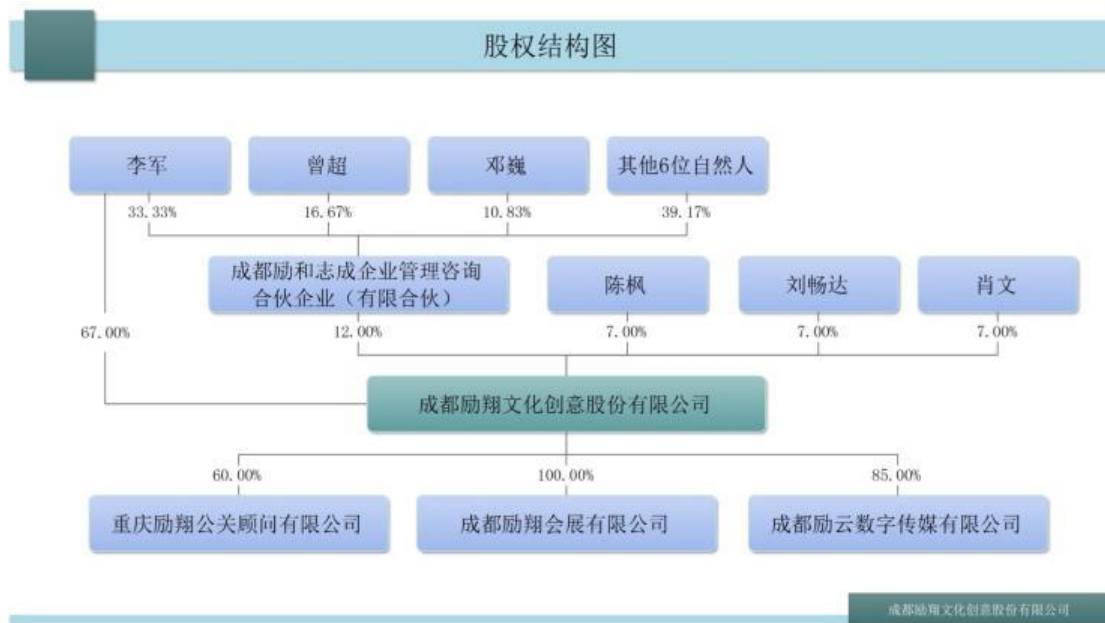 股权结构图
李军
曾超
邓巍
其他6位自然人
33.33%
16.67%
10.83%
39.17%
成都励和志成企业管理咨询
合伙企业（有限合伙）
陈枫
刘畅达
肖文
67.00%
12.00%
7.00%
7.00%
7.00%
成都励翔文化创意股份有限公司
60.00%
100.00%
85.00%
重庆励翔公关顾问有限公司
成都励翔会展有限公司
成都励云数字传媒有限公司
成都励翔文化创意股份有限公司